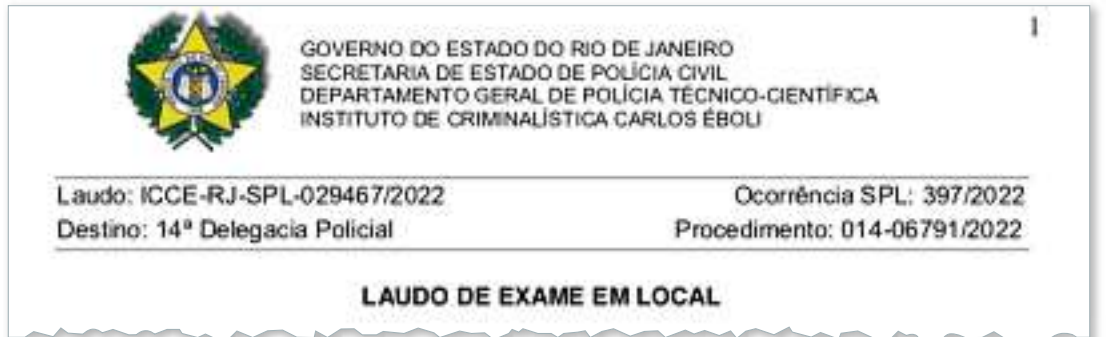 1
GOVERNO DO ESTADO DO RIO DE JANEIRO
SECRETARIA DE ESTADO DE POLÍCIA CIVIL
DEPARTAMENTO GERAL DE POLÍCIA TÉCNICO-CIENTÍFICA
INSTITUTO DE CRIMINALÍSTICA CARLOS ÉBOLI
Laudo: ICCE-RJ-SPL-029467/2022 Ocorrência SPL: 397/2022
Destino: 14ª Delegacia Policial Procedimento: 014-06791/2022
LAUDO DE EXAME EM LOCAL